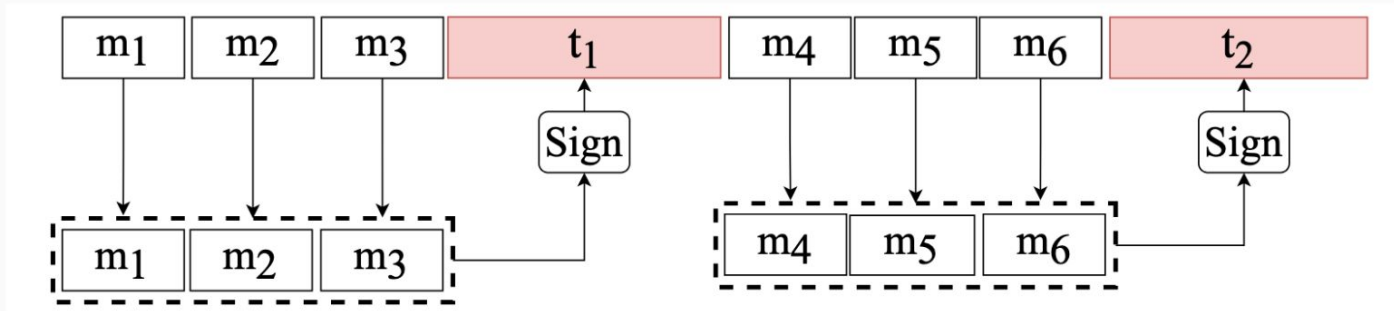 m₁ m₂ m₃ t₁ m₄ m₅ m₆ t₂
Sign Sign
m₁ m₂ m₃ m₄ m₅ m₆